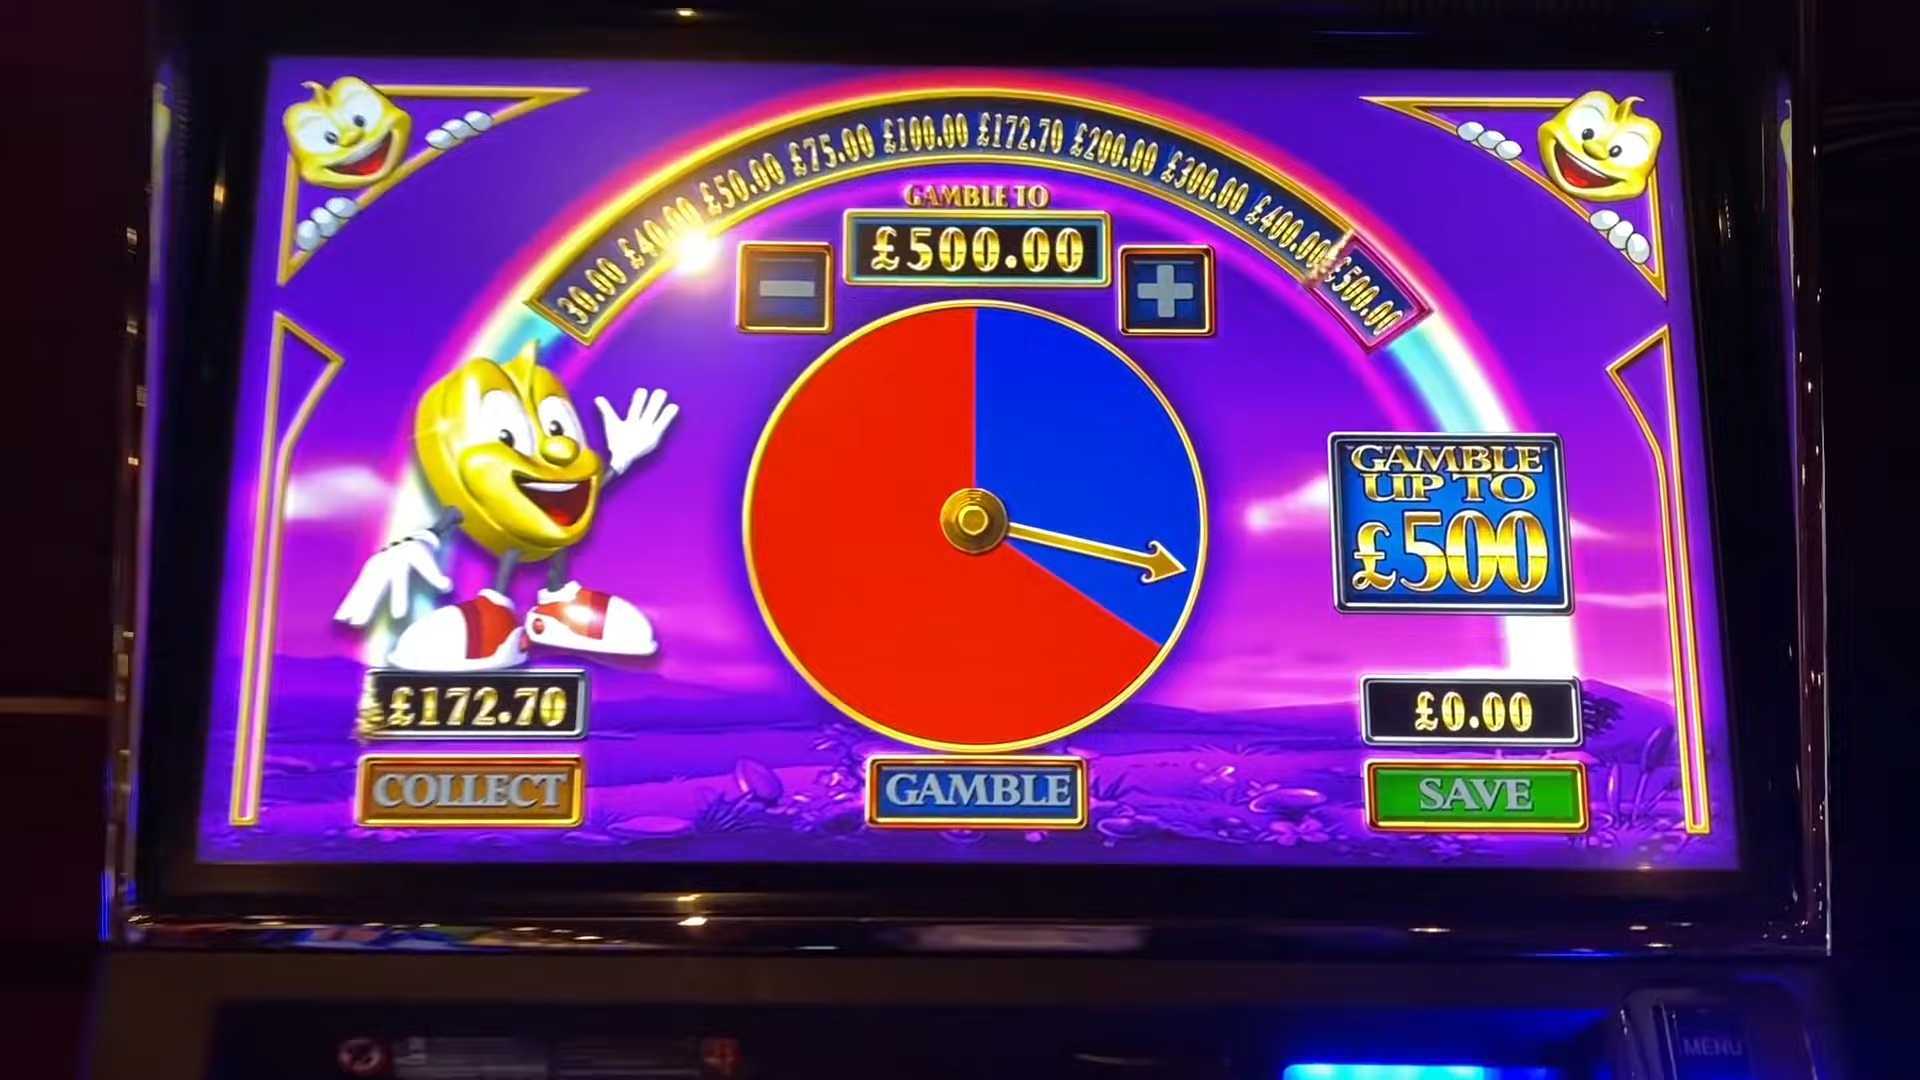 30.00 £40.00 £50.00 £75.00 £100.00 £172.70 £200.00 £300.00 £400.00 £500.00
GAMBLE TO
£500.00
GAMBLE
UP TO
£500
£172.70
£0.00
COLLECT
GAMBLE
SAVE
MENU